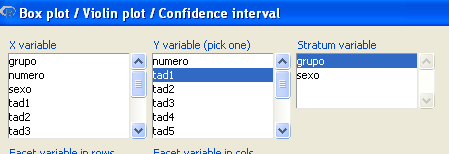 Box plot / Violin plot / Confidence interval
X variable
Y variable (pick one)
Stratum variable
grupo
numero
sexo
tad1
tad2
tad3
numero
tad1
tad2
tad3
tad4
tad5
grupo
sexo
Facet variable in rows
Facet variable in cols